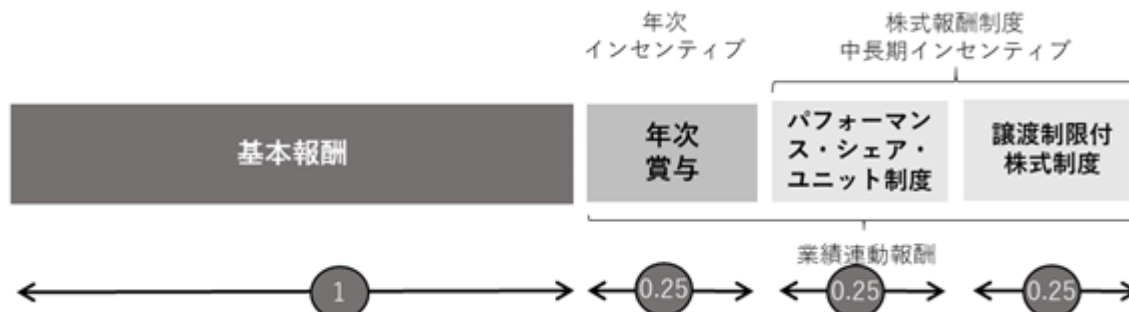 年次
インセンティブ
株式報酬制度
中長期インセンティブ
基本報酬
年次
賞与
パフォーマン
ス・シェア・
ユニット制度
譲渡制限付
株式制度
業績連動報酬
1
0.25
0.25
0.25